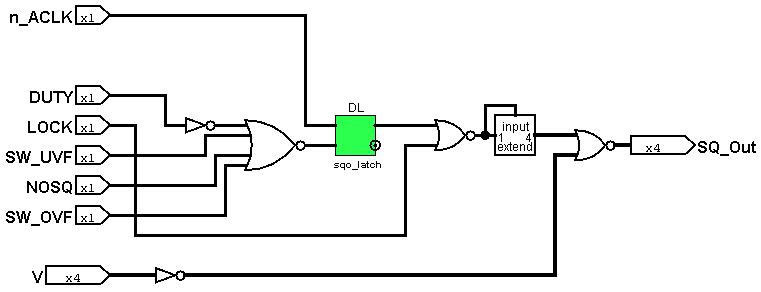 n_ACLK x1
DUTY x1
LOCK x1
SW_UVF x1
NOSQ x1
SW_OVF x1
V x4
DL
sqo_latch
input
1 4
extend
x4 SQ_Out